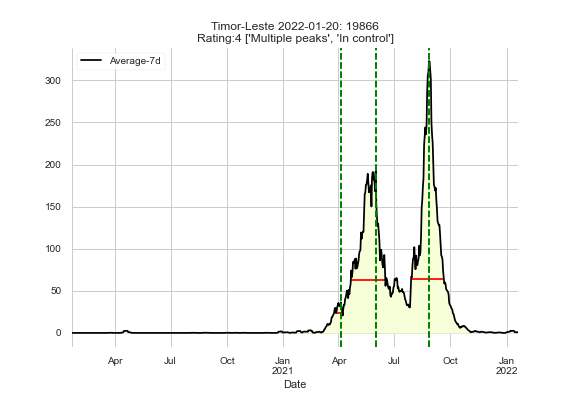 Timor-Leste 2022-01-20: 19866
Rating:4 ['Multiple peaks', 'In control']
Average-7d
300
250
200
150
100
50
0
Apr Jul Oct Jan Apr Jul Oct Jan
2021 2022
Date